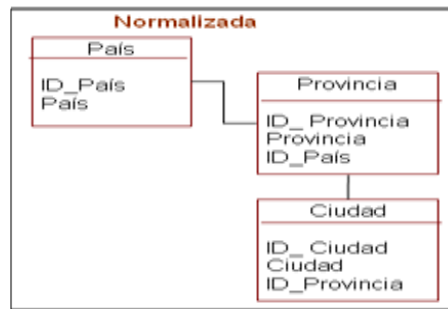 Normalizada
País
ID_País
País
Provincia
ID_ Provincia
Provincia
ID_País
Ciudad
ID_ Ciudad
Ciudad
ID_Provincia